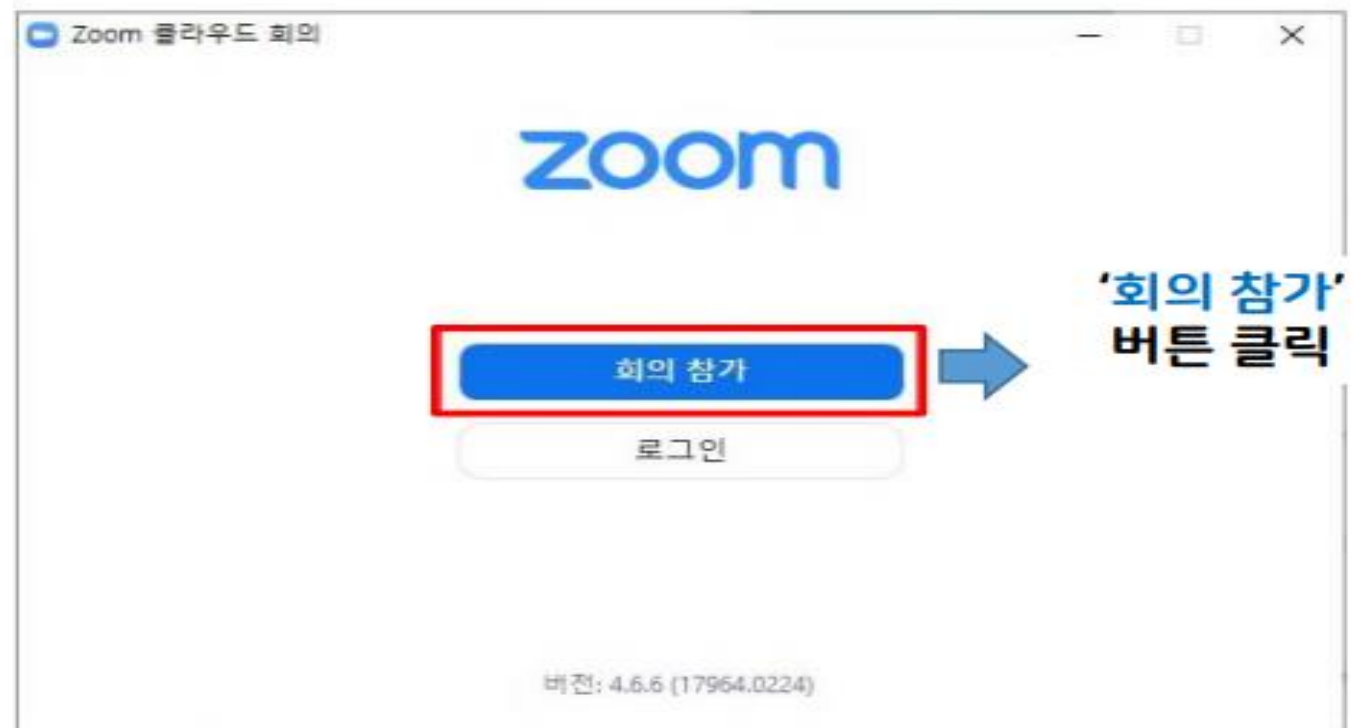 Zoom 클라우드 회의
zoom
'회의 참가'
버튼 클릭
회의 참가
로그인
버전: 4.6.6 (17964.0224)